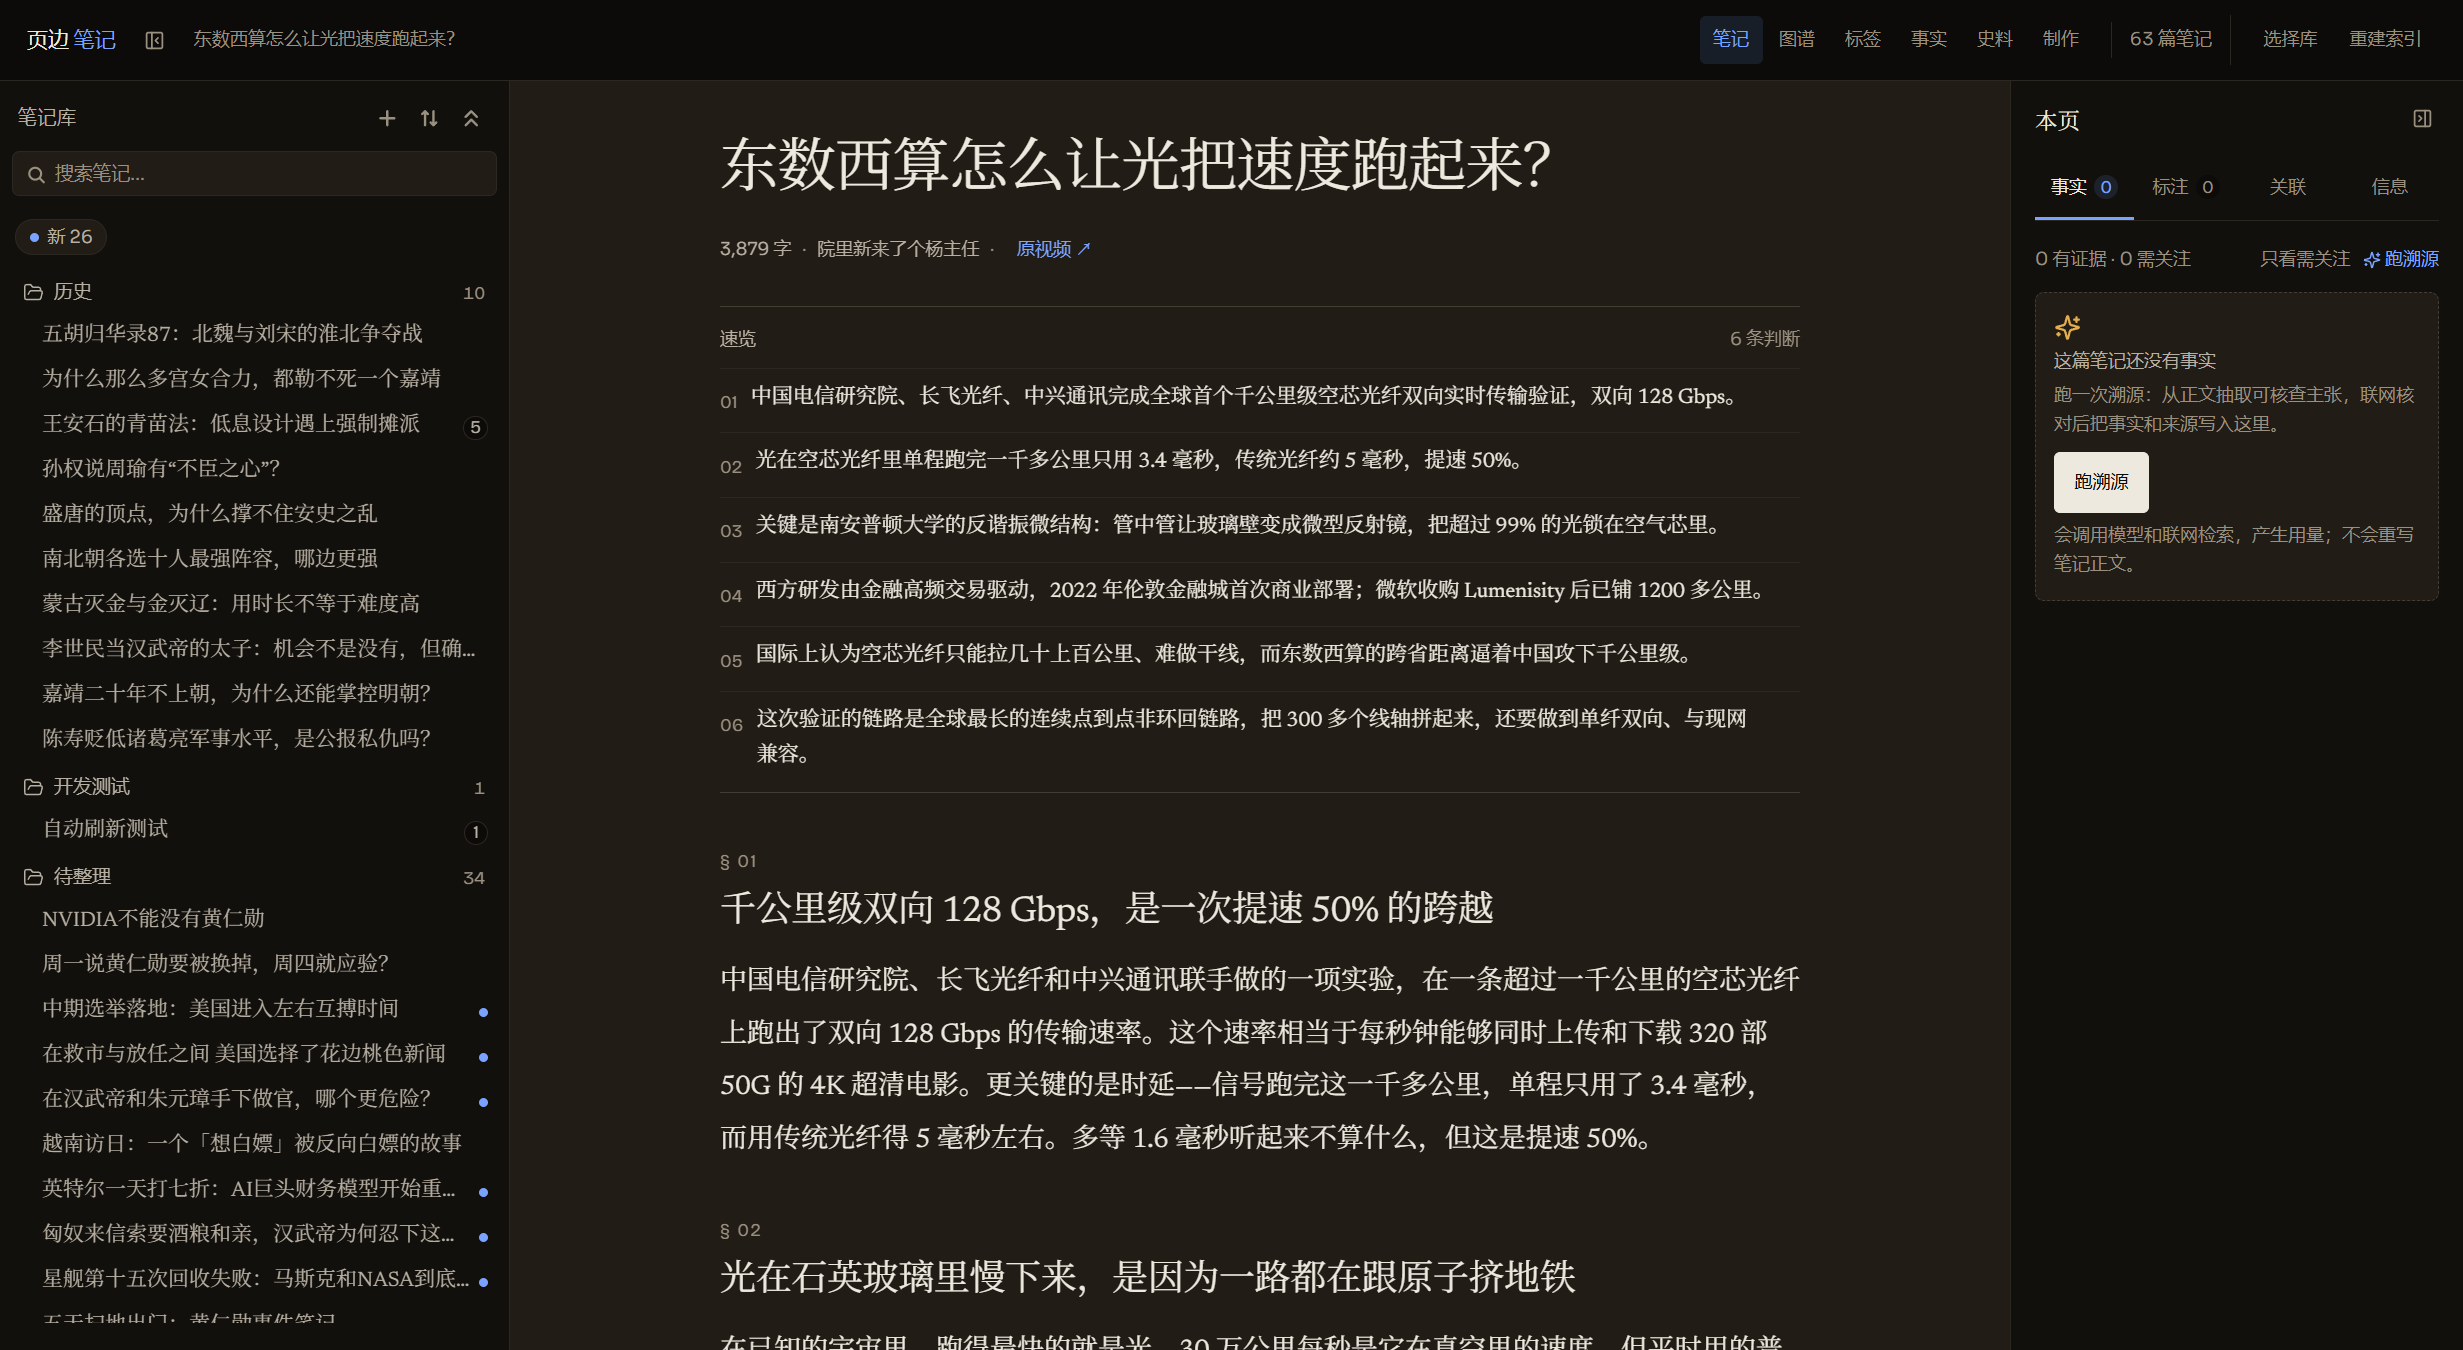 页边 笔记
东数西算怎么让光把速度跑起来？
笔记
图谱
标签
事实
史料
制作
63 篇笔记
选择库
重建索引
笔记库
搜索笔记...
新 26
历史 10
五胡归华录87：北魏与刘宋的淮北争夺战
为什么那么多宫女合力，都勒不死一个嘉靖
王安石的青苗法：低息设计遇上强制摊派 5
孙权说周瑜有“不臣之心”？
盛唐的顶点，为什么撑不住安史之乱
南北朝各选十人最强阵容，哪边更强
蒙古灭金与金灭辽：用时长不等于难度高
李世民当汉武帝的太子：机会不是没有，但确...
嘉靖二十年不上朝，为什么还能掌控明朝？
陈寿贬低诸葛亮军事水平，是公报私仇吗？
开发测试 1
自动刷新测试 1
待整理 34
NVIDIA不能没有黄仁勋
周一说黄仁勋要被换掉，周四就应验？
中期选举落地：美国进入左右互搏时间
在救市与放任之间 美国选择了花边桃色新闻
在汉武帝和朱元璋手下做官，哪个更危险？
越南访日：一个「想白嫖」被反向白嫖的故事
英特尔一天打七折：AI巨头财务模型开始重...
匈奴来信索要酒粮和亲，汉武帝为何忍下这...
星舰第十五次回收失败：马斯克和NASA到底...
五天扫地出门：黄仁勋事件笔记
东数西算怎么让光把速度跑起来？
3,879 字 · 院里新来了个杨主任 · 原视频 ↗
速览 6 条判断
01 中国电信研究院、长飞光纤、中兴通讯完成全球首个千公里级空芯光纤双向实时传输验证，双向 128 Gbps。
02 光在空芯光纤里单程跑完一千多公里只用 3.4 毫秒，传统光纤约 5 毫秒，提速 50%。
03 关键是南安普顿大学的反谐振微结构：管中管让玻璃壁变成微型反射镜，把超过 99% 的光锁在空气芯里。
04 西方研发由金融高频交易驱动，2022 年伦敦金融城首次商业部署；微软收购 Lumenisity 后已铺 1200 多公里。
05 国际上认为空芯光纤只能拉几十上百公里、难做干线，而东数西算的跨省距离逼着中国攻下千公里级。
06 这次验证的链路是全球最长的连续点到点非环回链路，把 300 多个线轴拼起来，还要做到单纤双向、与现网
兼容。
§ 01
千公里级双向 128 Gbps，是一次提速 50% 的跨越
中国电信研究院、长飞光纤和中兴通讯联手做的一项实验，在一条超过一千公里的空芯光纤
上跑出了双向 128 Gbps 的传输速率。这个速率相当于每秒钟能够同时上传和下载 320 部
50G 的 4K 超清电影。更关键的是时延——信号跑完这一千多公里，单程只用了 3.4 毫秒，
而用传统光纤得 5 毫秒左右。多等 1.6 毫秒听起来不算什么，但这是提速 50%。
§ 02
光在石英玻璃里慢下来，是因为一路都在跟原子挤地铁
在已知的宇宙里，跑得最快的就是光。30 万公里每秒是它在真空里的速度，但平时用的普
本页
事实 0
标注 0
关联
信息
0 有证据 · 0 需关注
只看需关注
跑溯源
这篇笔记还没有事实
跑一次溯源：从正文抽取可核查主张，联网核
对后把事实和来源写入这里。
跑溯源
会调用模型和联网检索，产生用量；不会重写
笔记正文。